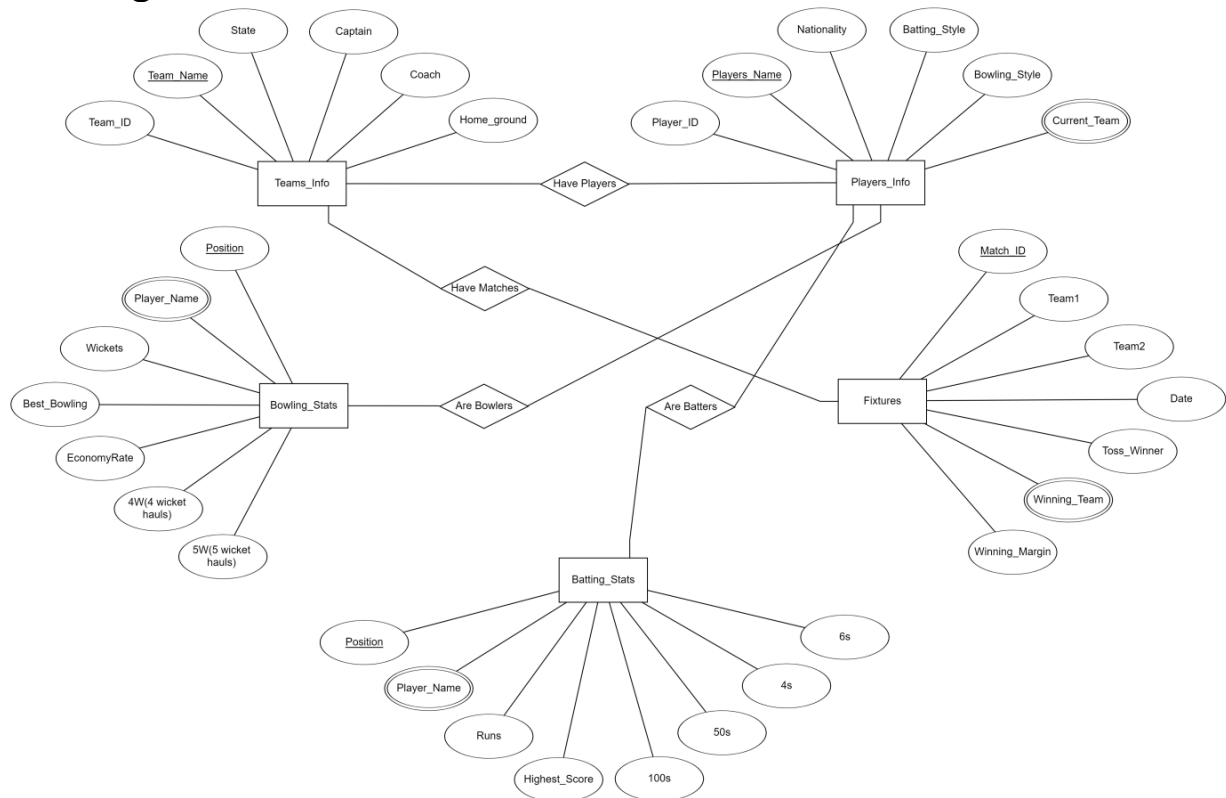 State
Captain
Nationality
Batting_Style
Team_Name
Coach
Players_Name
Bowling_Style
Team_ID
Home_ground
Player_ID
Current_Team
Teams_Info
Have Players
Players_Info
Position
Match_ID
Have Matches
Player_Name
Team1
Wickets
Team2
Best_Bowling
Bowling_Stats
Are Bowlers
Are Batters
Fixtures
Date
EconomyRate
Toss_Winner
4W(4 wicket
hauls)
Winning_Team
5W(5 wicket
hauls)
Winning_Margin
Batting_Stats
Position
6s
Player_Name
4s
Runs
50s
Highest_Score
100s